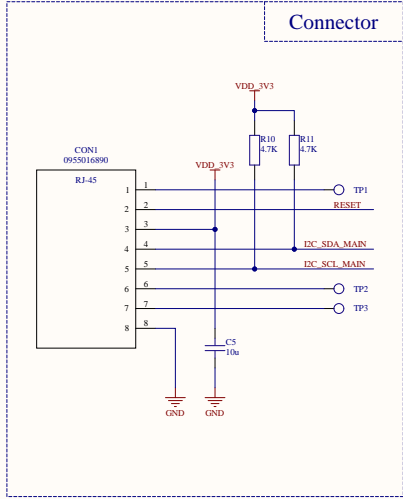 Connector
VDD_3V3
R10
4.7K
R11
4.7K
CON1
0955016890
VDD_3V3
RJ-45
1 1 TP1
2 2 RESET
3 3
4 4 I2C_SDA_MAIN
5 5 I2C_SCL_MAIN
6 6 TP2
7 7 TP3
8 8
C5
10u
GND GND